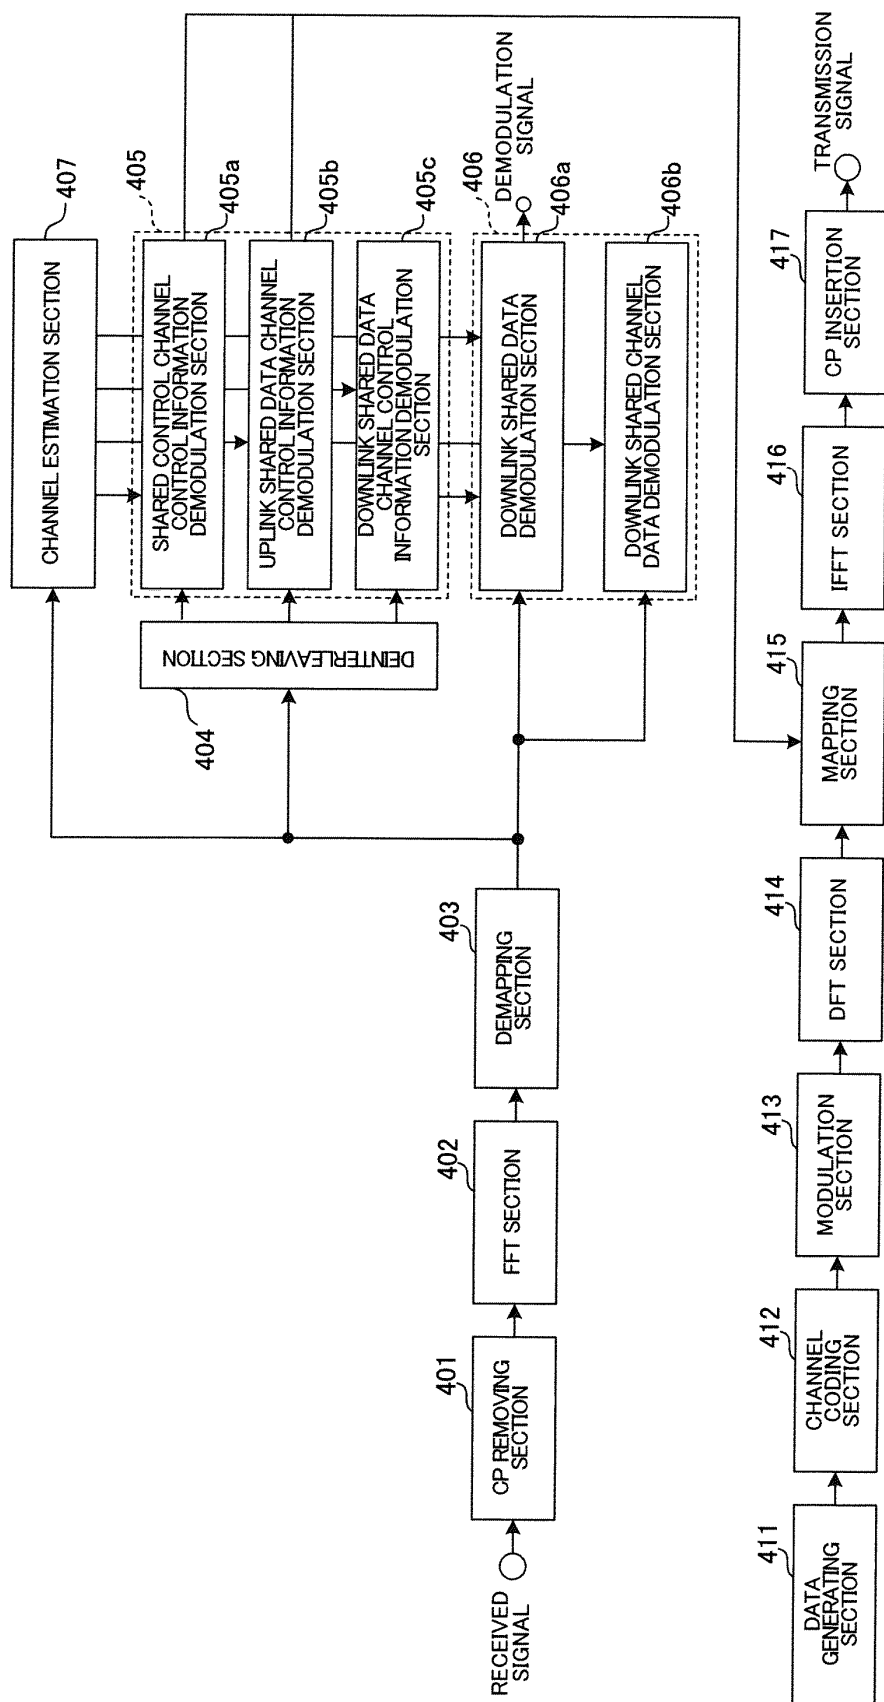 CHANNEL ESTIMATION SECTION
407
405
SHARED CONTROL CHANNEL
CONTROL INFORMATION
DEMODULATION SECTION
405a
UPLINK SHARED DATA CHANNEL
CONTROL INFORMATION
DEMODULATION SECTION
405b
DOWNLINK SHARED DATA
CHANNEL CONTROL
INFORMATION DEMODULATION
SECTION
405c
DEINTERLEAVING SECTION
404
406
DOWNLINK SHARED DATA
DEMODULATION SECTION
406a
DEMODULATION
SIGNAL
DOWNLINK SHARED CHANNEL
DATA DEMODULATION SECTION
406b
RECEIVED
SIGNAL
401
CP REMOVING
SECTION
402
FFT SECTION
403
DEMAPPING
SECTION
411
DATA
GENERATING
SECTION
412
CHANNEL
CODING
SECTION
413
MODULATION
SECTION
414
DFT SECTION
415
MAPPING
SECTION
416
IFFT SECTION
417
CP INSERTION
SECTION
TRANSMISSION
SIGNAL